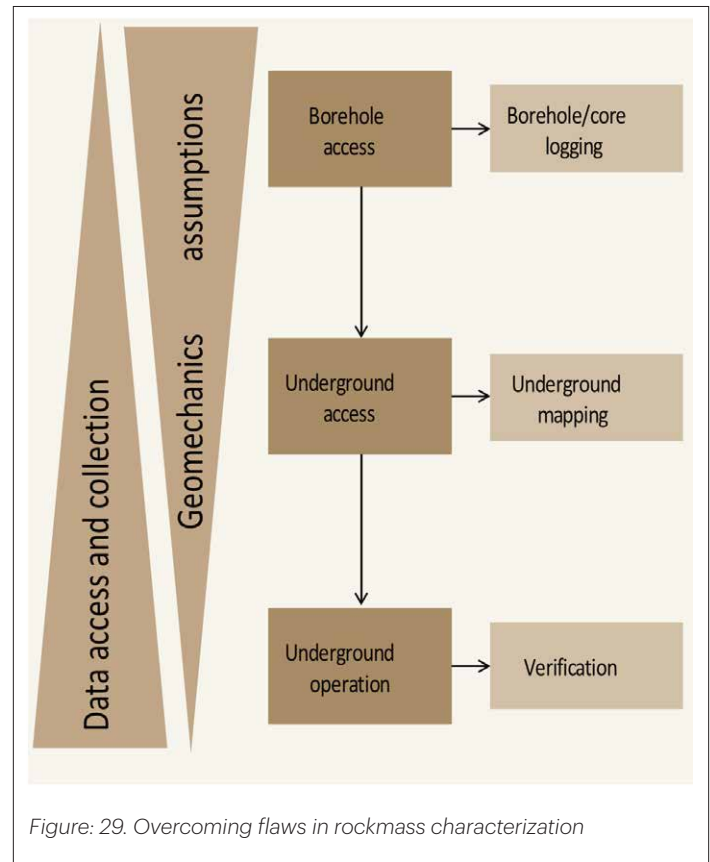 Data access and collection
Geomechanics assumptions
Borehole
access
Borehole/core
logging
Underground
access
Underground
mapping
Underground
operation
Verification
Figure: 29. Overcoming flaws in rockmass characterization